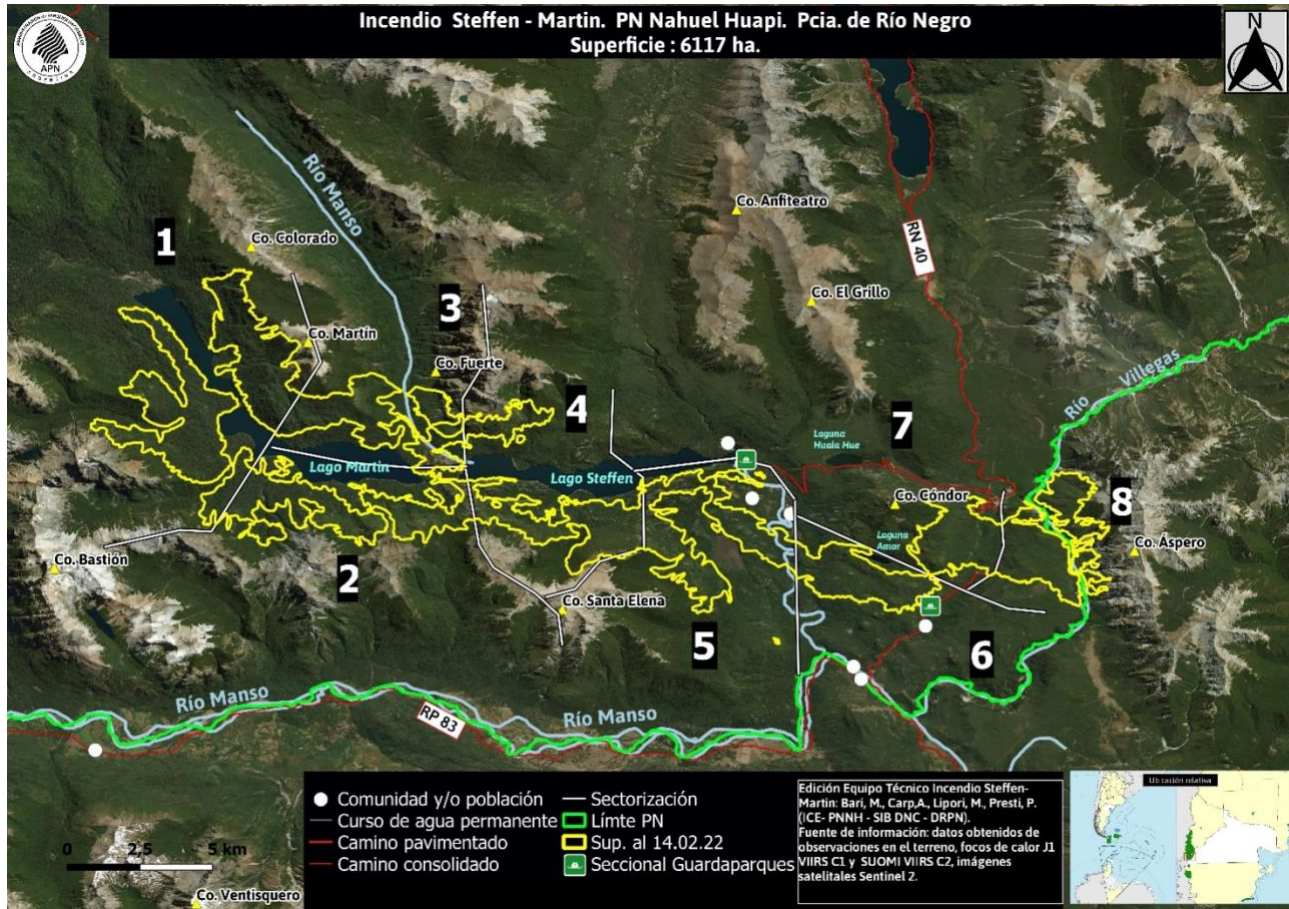 Incendio Steffen - Martin. PN Nahuel Huapi. Pcia. de Río Negro
Superficie : 6117 ha.
APN
ARGENTINA
N
Río Manso
1
Co. Colorado
Co. Anfiteatro
RN 40
3
Co. El Grillo
Co. Martín
Co. Fuerte
Río Villegas
4
7
Laguna
Huala Hue
Lago Martin
Lago Steffen
Co. Cóndor
8
Laguna
Amor
Co. Áspero
Co. Bastión
2
Co. Santa Elena
5
6
Río Manso
RP 83
Río Manso
0 2,5 5 km
Co. Ventisquero
Comunidad y/o población
Curso de agua permanente
Camino pavimentado
Camino consolidado
Sectorización
Límte PN
Sup. al 14.02.22
Seccional Guardaparques
Edición Equipo Técnico Incendio Steffen-
Martin: Bari, M., Carp,A., Lipori, M., Presti, P.
(ICE- PNNH - SIB DNC - DRPN).
Fuente de información: datos obtenidos de
observaciones en el terreno, focos de calor J1
VIIRS C1 y SUOMI VIIRS C2, imágenes
satelitales Sentinel 2.
Ubicación relativa